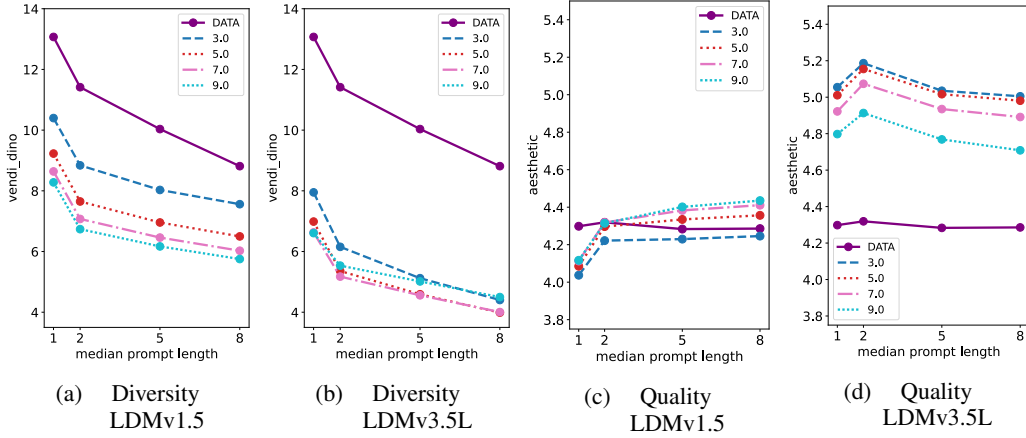 14
12
10
8
6
4
vendi_dino
DATA
3.0
5.0
7.0
9.0
1 2 5 8
median prompt length
(a) Diversity
LDMv1.5
14
12
10
8
6
4
vendi_dino
DATA
3.0
5.0
7.0
9.0
1 2 5 8
median prompt length
(b) Diversity
LDMv3.5L
5.4
5.2
5.0
4.8
4.6
4.4
4.2
4.0
3.8
aesthetic
DATA
3.0
5.0
7.0
9.0
1 2 5 8
median prompt length
(c) Quality
LDMv1.5
5.4
5.2
5.0
4.8
4.6
4.4
4.2
4.0
3.8
aesthetic
DATA
3.0
5.0
7.0
9.0
1 2 5 8
median prompt length
(d) Quality
LDMv3.5L